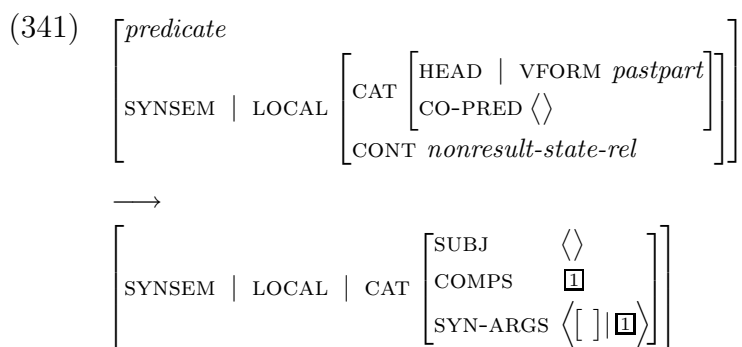 (341) predicate
SYNSEM | LOCAL CAT HEAD | VFORM pastpart
CO-PRED ⟨⟩
CONT nonresult-state-rel
⟶
SYNSEM | LOCAL | CAT SUBJ ⟨⟩
COMPS 1
SYN-ARGS ⟨[ ]| 1⟩